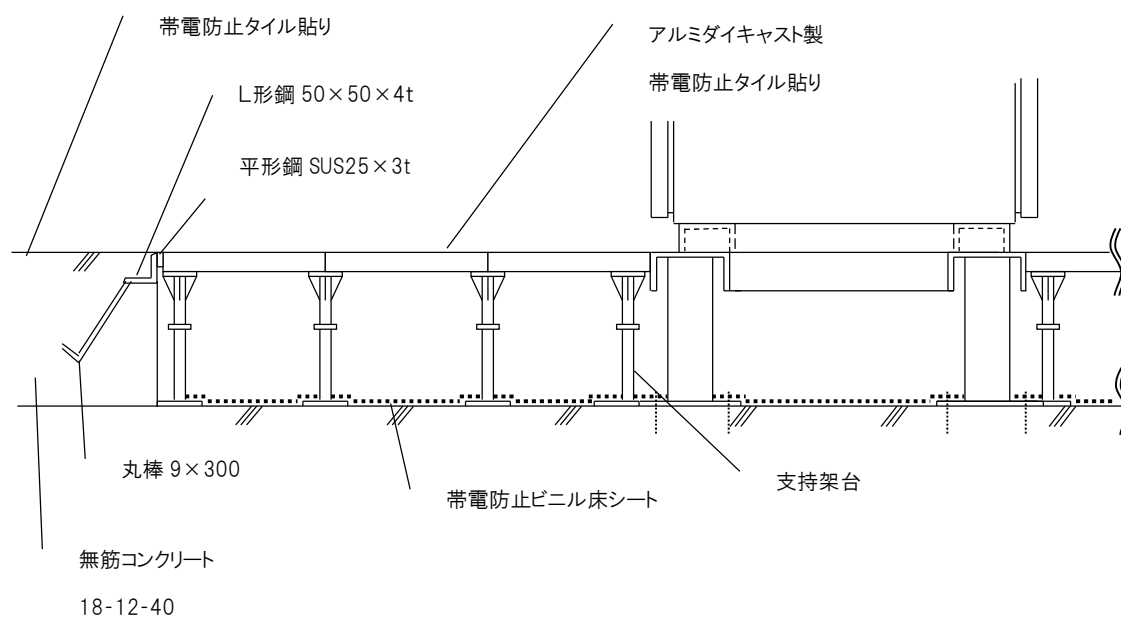 帯電防止タイル貼り
アルミダイキャスト製
帯電防止タイル貼り
L形鋼 50×50×4t
平形鋼 SUS25×3t
丸棒 9×300
帯電防止ビニル床シート
支持架台
無筋コンクリート
18-12-40